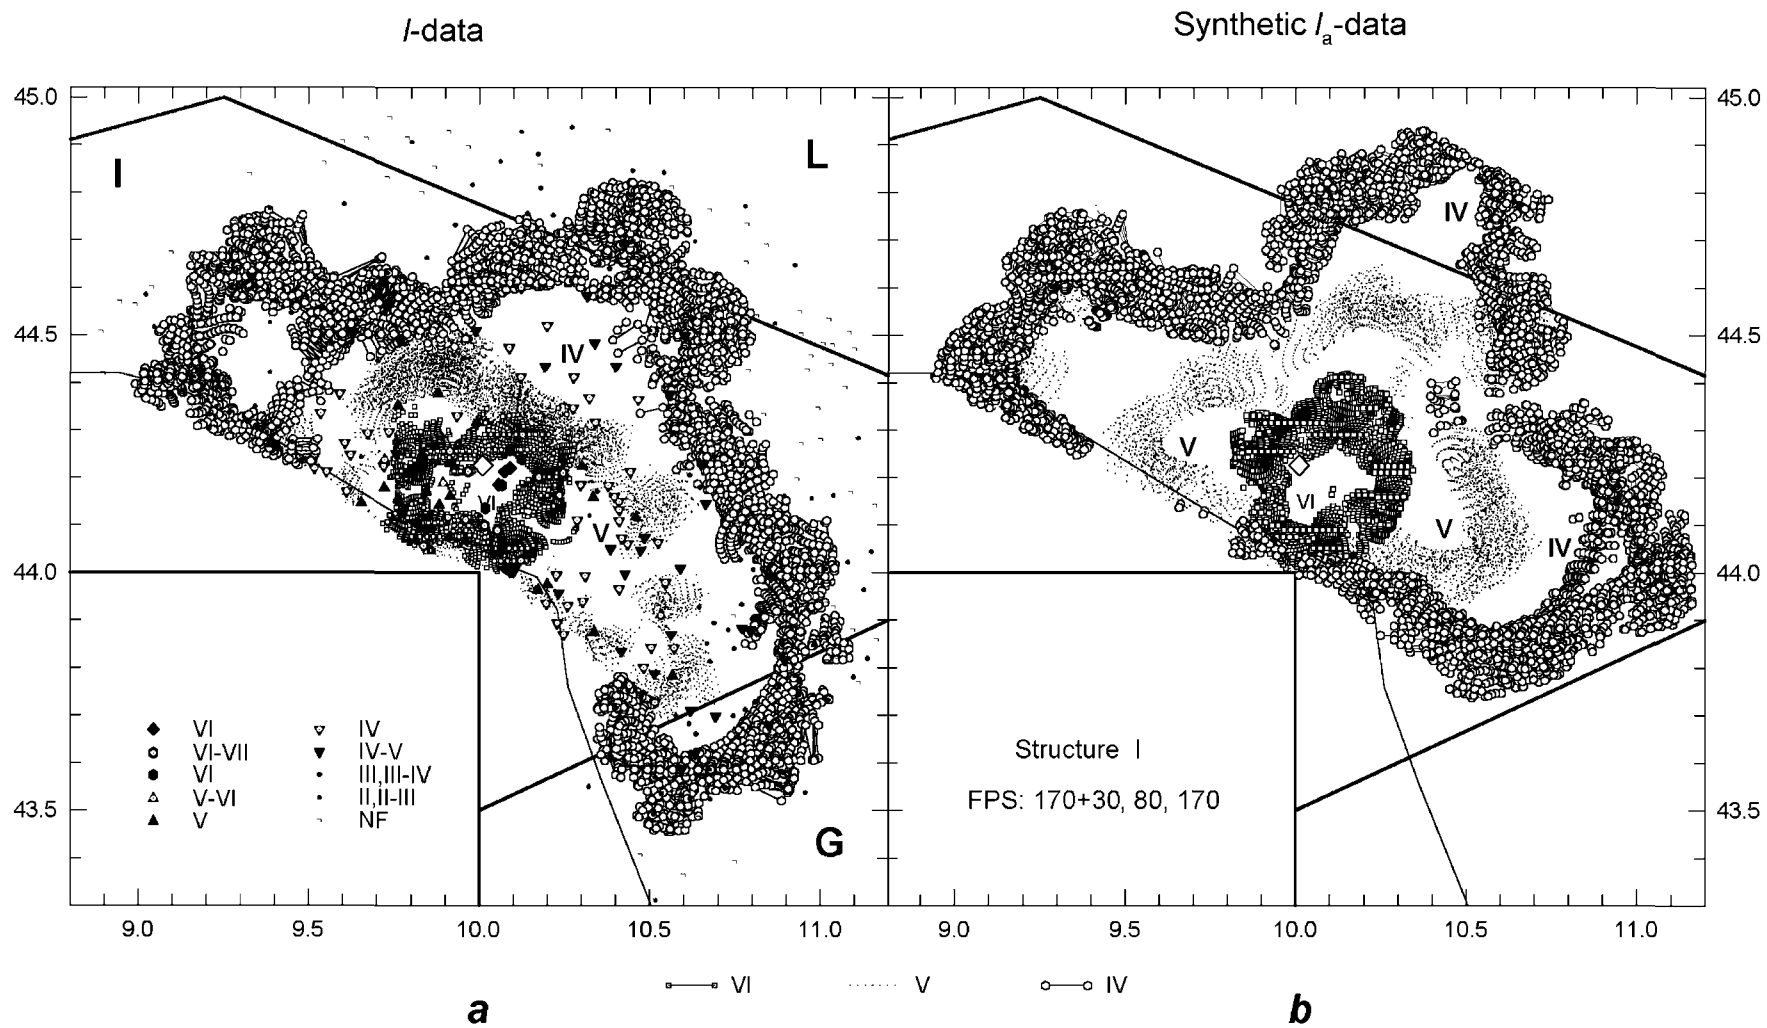 I-data
Synthetic Ia-data
45.0
44.5
44.0
43.5
I
L
IV
VI
V
G
VI
VI-VII
VI
V-VI
V
IV
IV-V
III,III-IV
II,II-III
NF
9.0 9.5 10.0 10.5 11.0
IV
V
VI
V
IV
Structure I
FPS: 170+30, 80, 170
45.0
44.5
44.0
43.5
9.0 9.5 10.0 10.5 11.0
VI V IV
a b